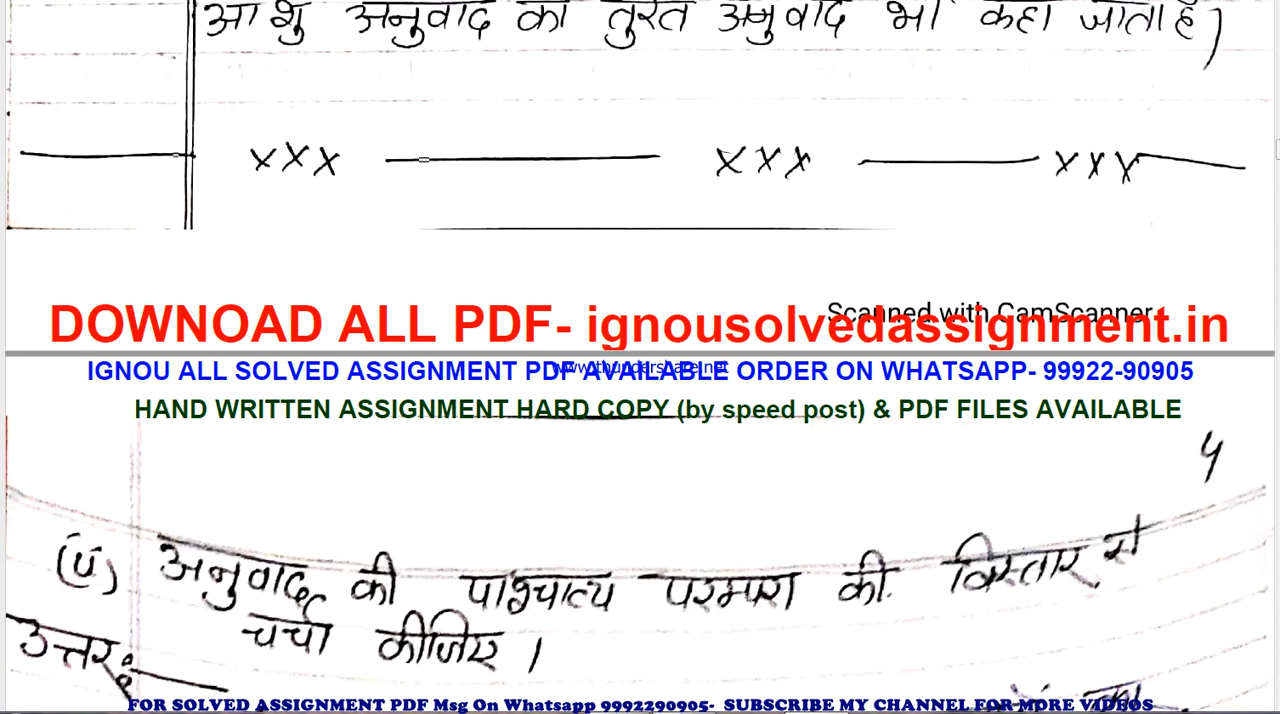 आशु अनुवाद को तुरंत अनुवाद भी कहा जाता है।
xxx xxx xxx
Scanned with CamScanner
DOWNOAD ALL PDF- ignousolvedassignment.in
www.thundershare.net
IGNOU ALL SOLVED ASSIGNMENT PDF AVAILABLE ORDER ON WHATSAPP- 99922-90905
HAND WRITTEN ASSIGNMENT HARD COPY (by speed post) & PDF FILES AVAILABLE
अनुवाद की पाश्चात्य परम्परा की विस्तार से
चर्चा कीजिए।
उत्तर:
FOR SOLVED ASSIGNMENT PDF Msg On Whatsapp 9992290905- SUBSCRIBE MY CHANNEL FOR MORE VIDEOS